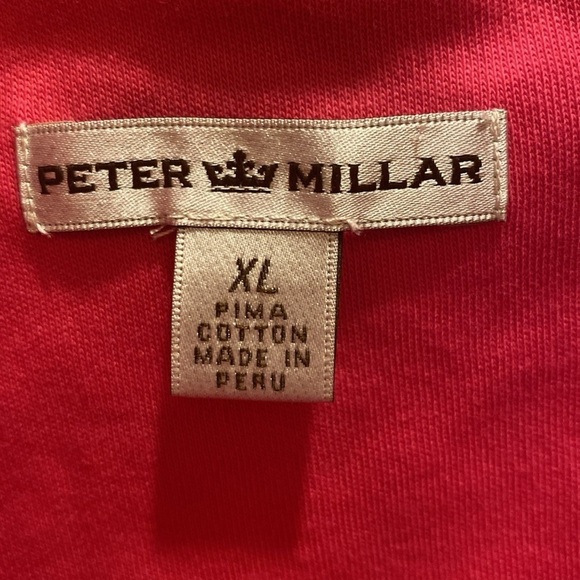 PETER MILLAR
XL
PIMA
COTTON
MADE IN
PERU